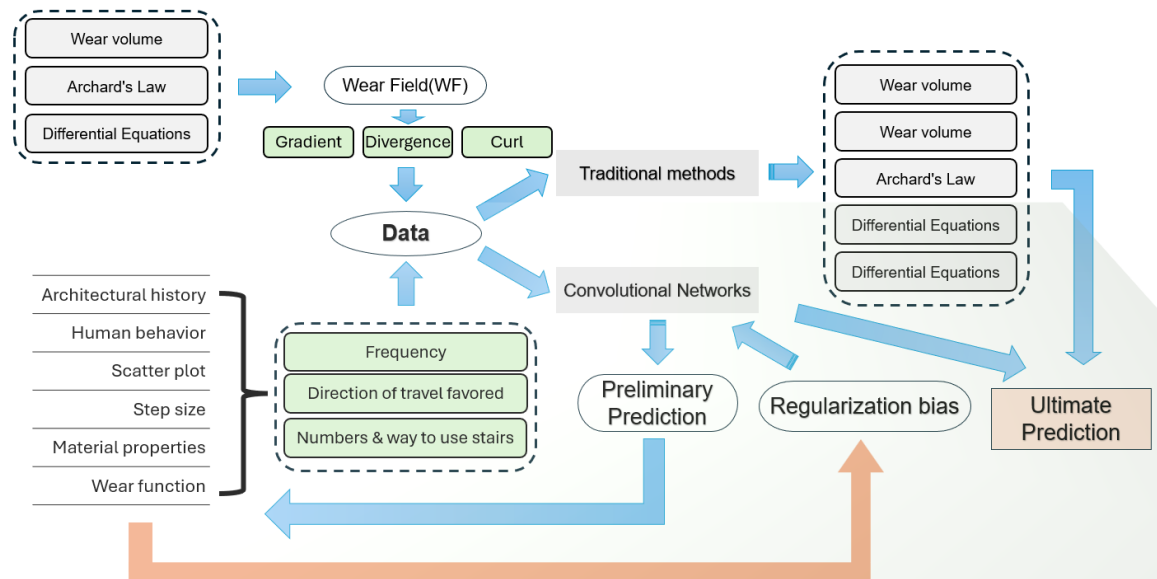 Wear volume
Archard's Law
Differential Equations
Wear Field(WF)
Gradient
Divergence
Curl
Data
Traditional methods
Convolutional Networks
Wear volume
Wear volume
Archard's Law
Differential Equations
Differential Equations
Architectural history
Human behavior
Scatter plot
Step size
Material properties
Wear function
Frequency
Direction of travel favored
Numbers & way to use stairs
Preliminary
Prediction
Regularization bias
Ultimate
Prediction